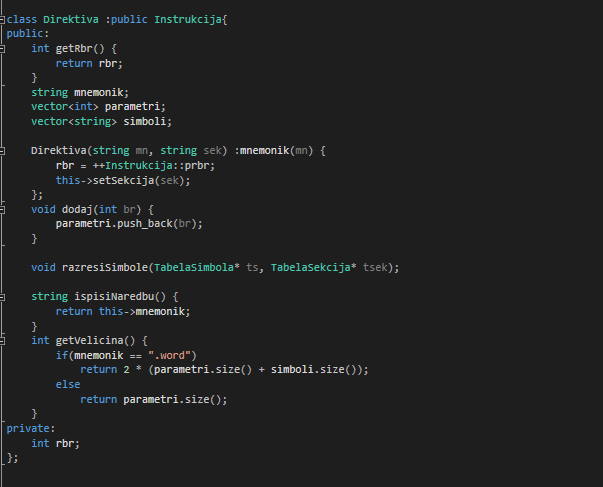 class Direktiva :public Instrukcija{
public:
    int getRbr() {
        return rbr;
    }
    string mnemonik;
    vector<int> parametri;
    vector<string> simboli;

    Direktiva(string mn, string sek) :mnemonik(mn) {
        rbr = ++Instrukcija::prbr;
        this->setSekcija(sek);
    };
    void dodaj(int br) {
        parametri.push_back(br);
    }

    void razresiSimbole(TabelaSimbola* ts, TabelaSekcija* tsek);

    string ispisiNaredbu() {
        return this->mnemonik;
    }
    int getVelicina() {
        if(mnemonik == ".word")
            return 2 * (parametri.size() + simboli.size());
        else
            return parametri.size();
    }
private:
    int rbr;
};